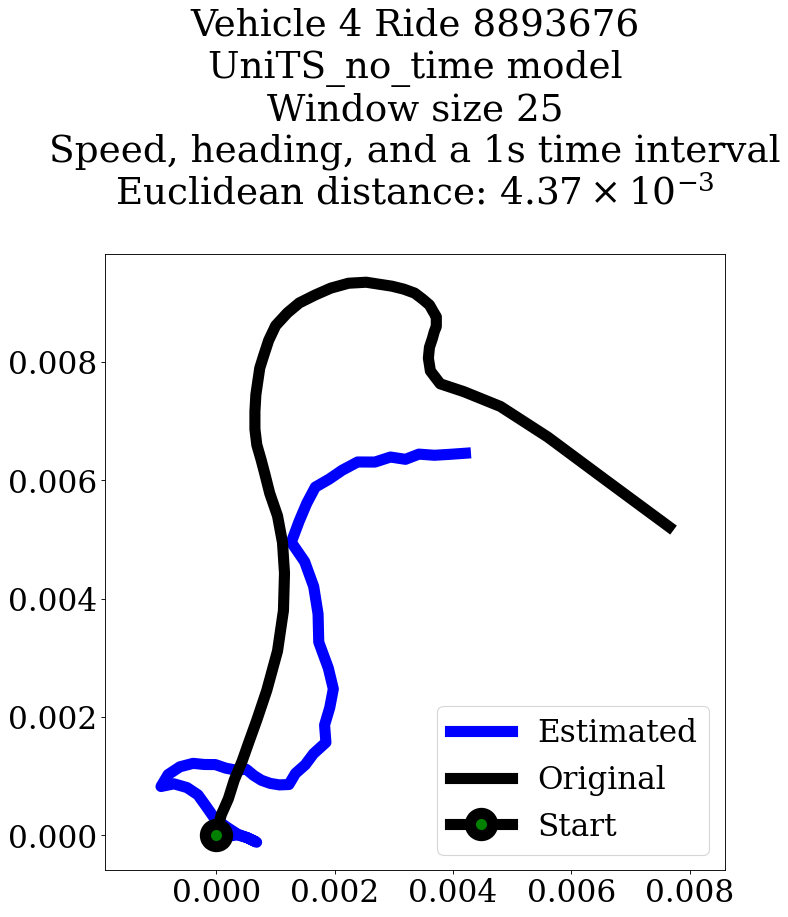 Vehicle 4 Ride 8893676
UniTS_no_time model
Window size 25
Speed, heading, and a 1s time interval
Euclidean distance: 4.37 × 10⁻³
0.008
0.006
0.004
0.002
0.000
Estimated
Original
Start
0.000 0.002 0.004 0.006 0.008